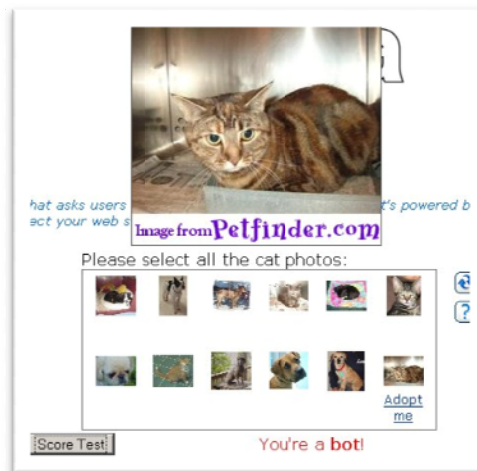 Image from Petfinder.com
hat asks users
t's powered b
ect your web s
Please select all the cat photos:
?
Adopt
me
Score Test
You're a bot!